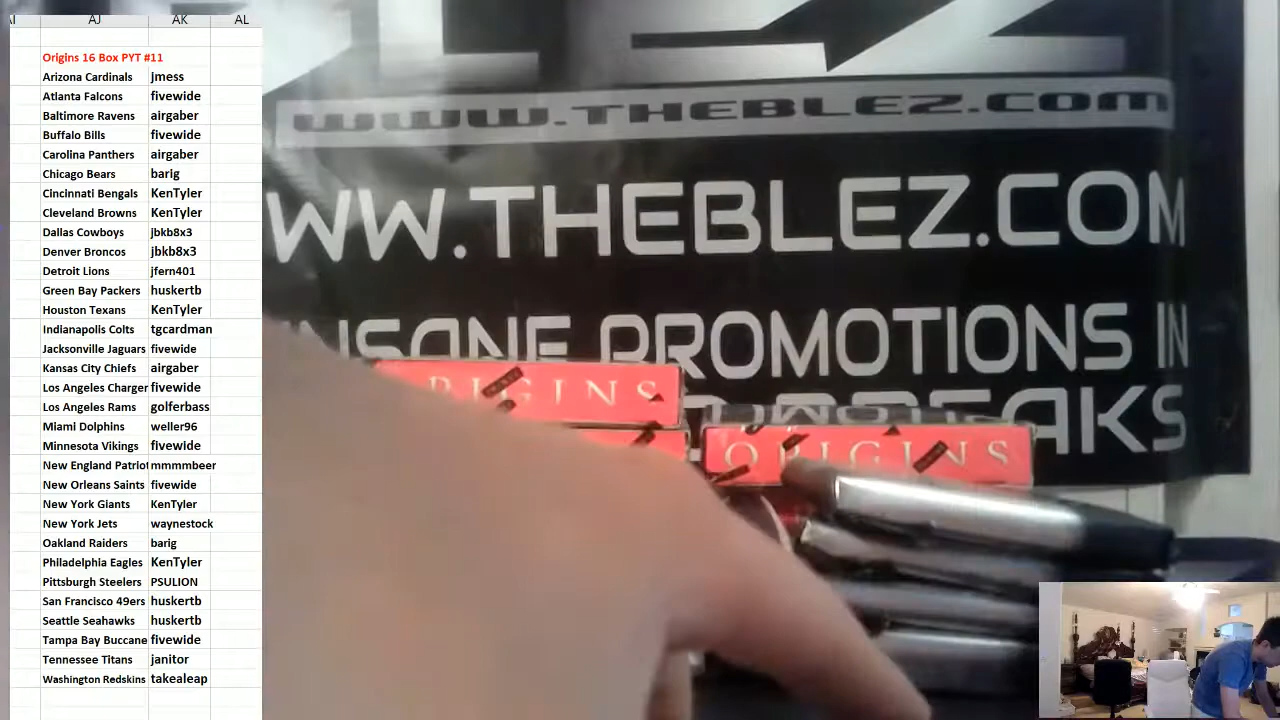 AJ AK AL
Origins 16 Box PYT #11
Arizona Cardinals jmess
Atlanta Falcons fivewide
Baltimore Ravens airgaber
Buffalo Bills fivewide
Carolina Panthers airgaber
Chicago Bears barig
Cincinnati Bengals KenTyler
Cleveland Browns KenTyler
Dallas Cowboys jbkb8x3
Denver Broncos jbkb8x3
Detroit Lions jfern401
Green Bay Packers huskertb
Houston Texans KenTyler
Indianapolis Colts tgcardman
Jacksonville Jaguars fivewide
Kansas City Chiefs airgaber
Los Angeles Charger fivewide
Los Angeles Rams golferbass
Miami Dolphins weller96
Minnesota Vikings fivewide
New England Patriot mmmmbeer
New Orleans Saints fivewide
New York Giants KenTyler
New York Jets waynestock
Oakland Raiders barig
Philadelphia Eagles KenTyler
Pittsburgh Steelers PSULION
San Francisco 49ers huskertb
Seattle Seahawks huskertb
Tampa Bay Buccane fivewide
Tennessee Titans janitor
Washington Redskins takealeap
WWW.THEBLEZ.COM
WW.THEBLEZ.COM
INSANE PROMOTIONS IN
BREAKS
ORIGINS
ORIGINS